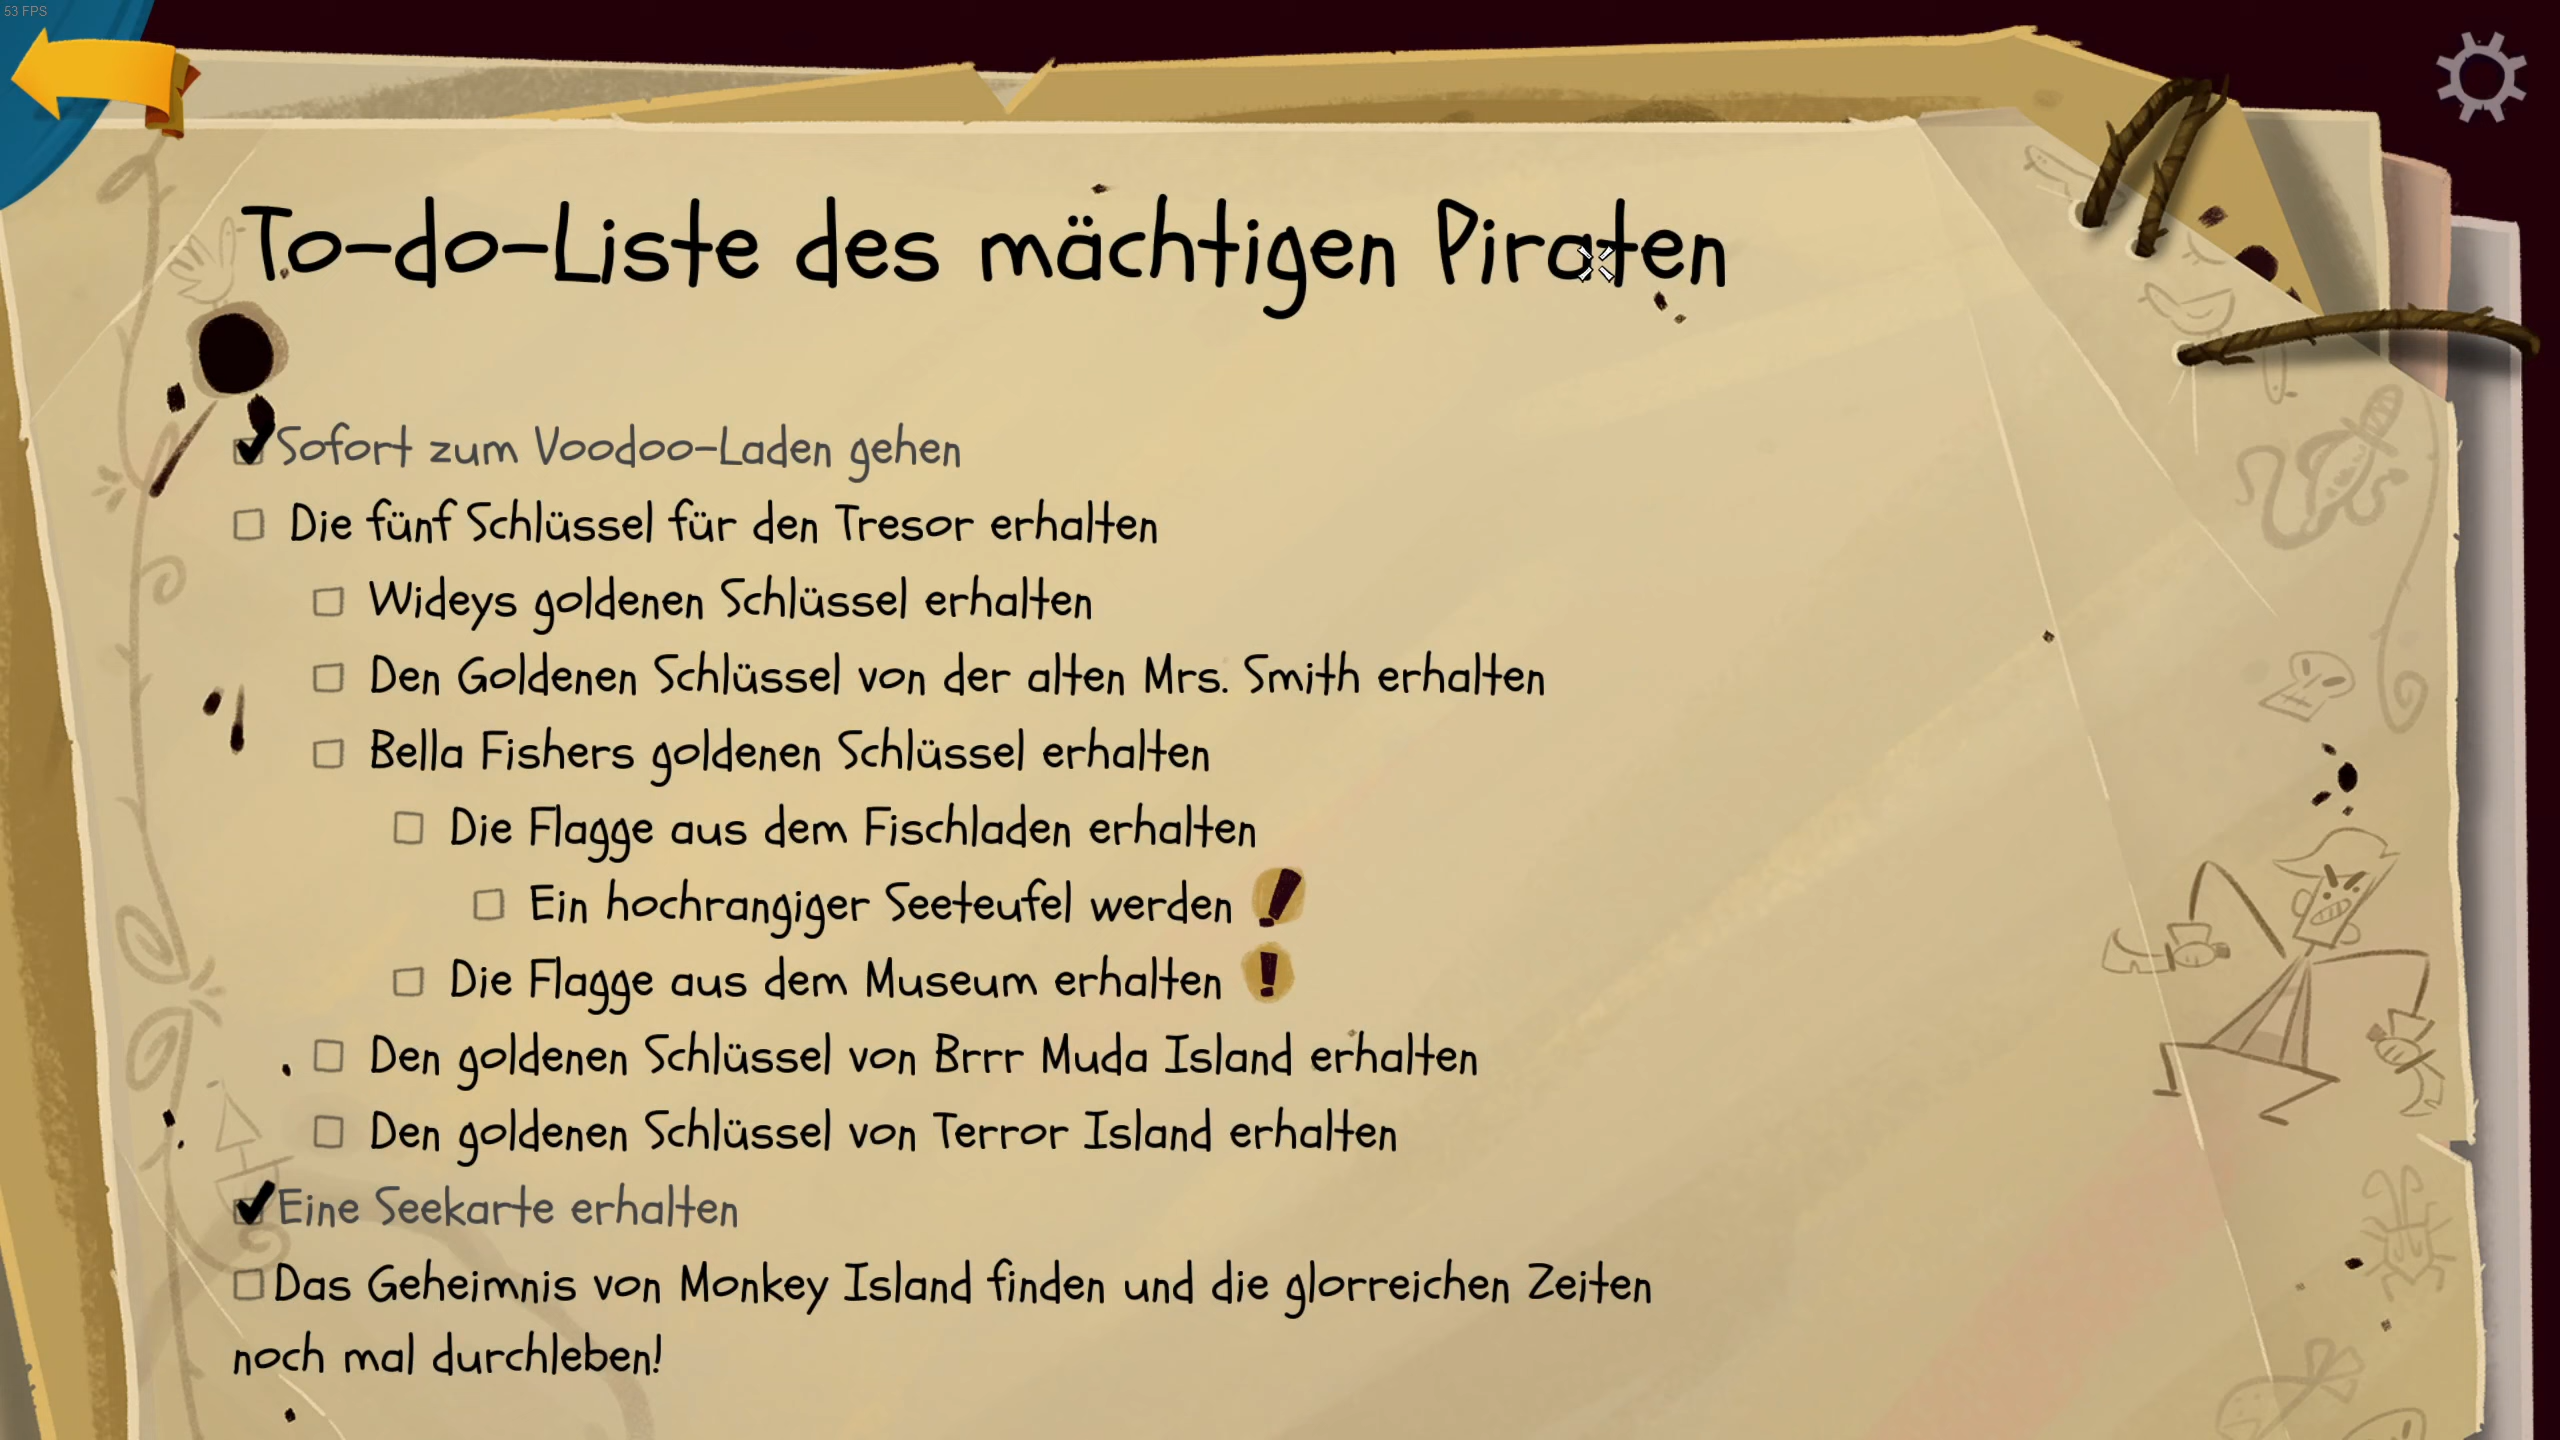 53 FPS
To-do-Liste des mächtigen Piraten
Sofort zum Voodoo-Laden gehen
Die fünf Schlüssel für den Tresor erhalten
Wideys goldenen Schlüssel erhalten
Den Goldenen Schlüssel von der alten Mrs. Smith erhalten
Bella Fishers goldenen Schlüssel erhalten
Die Flagge aus dem Fischladen erhalten
Ein hochrangiger Seeteufel werden !
Die Flagge aus dem Museum erhalten !
Den goldenen Schlüssel von Brrr Muda Island erhalten
Den goldenen Schlüssel von Terror Island erhalten
Eine Seekarte erhalten
Das Geheimnis von Monkey Island finden und die glorreichen Zeiten
noch mal durchleben!